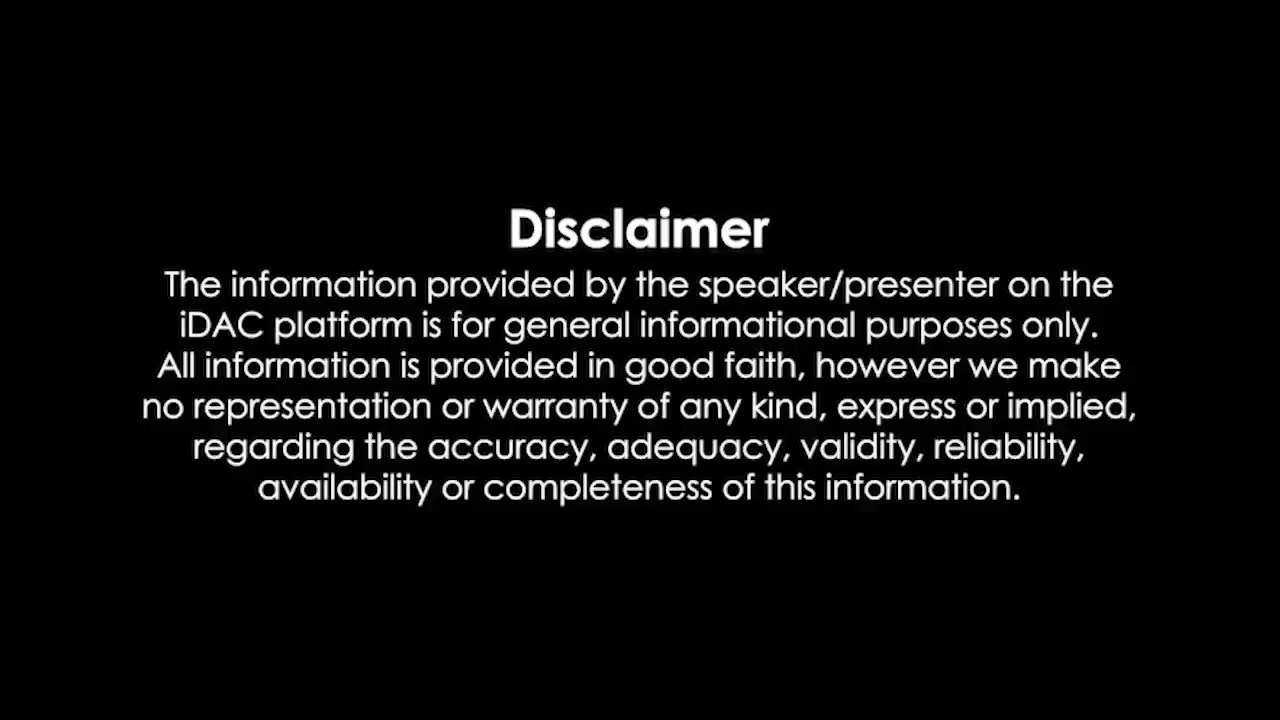 Disclaimer
The information provided by the speaker/presenter on the
iDAC platform is for general informational purposes only.
All information is provided in good faith, however we make
no representation or warranty of any kind, express or implied,
regarding the accuracy, adequacy, validity, reliability,
availability or completeness of this information.